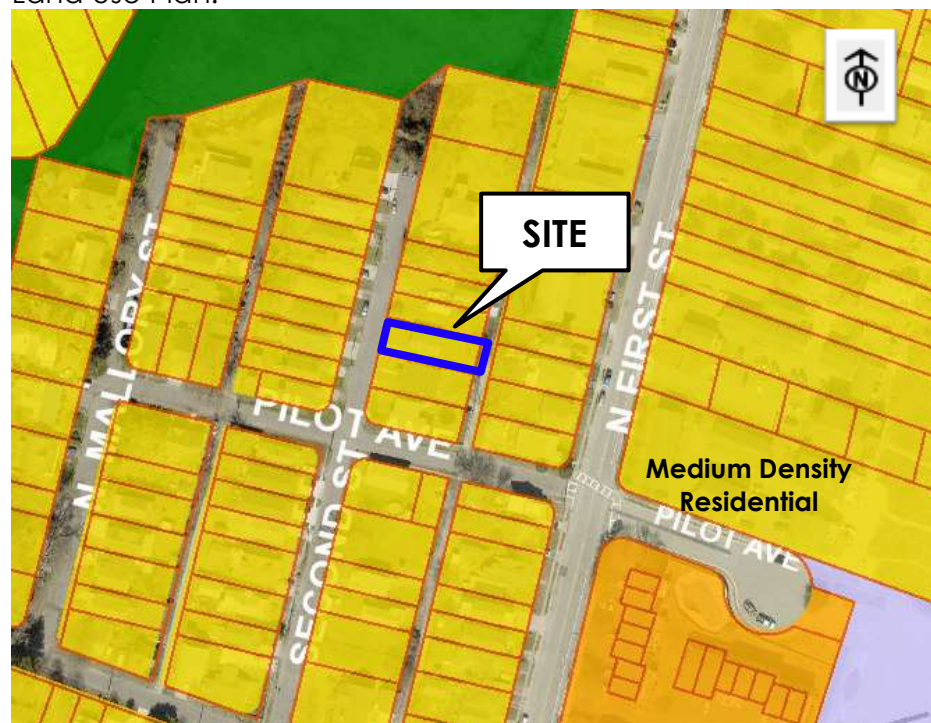 Land Use Plan.
N
SITE
N MALLORY ST
N FIRST ST
PILOT AVE
SECOND ST
Medium Density
Residential
PILOT AVE